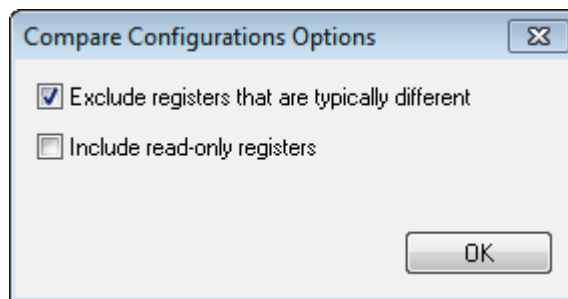 Compare Configurations Options
Exclude registers that are typically different
Include read-only registers
OK